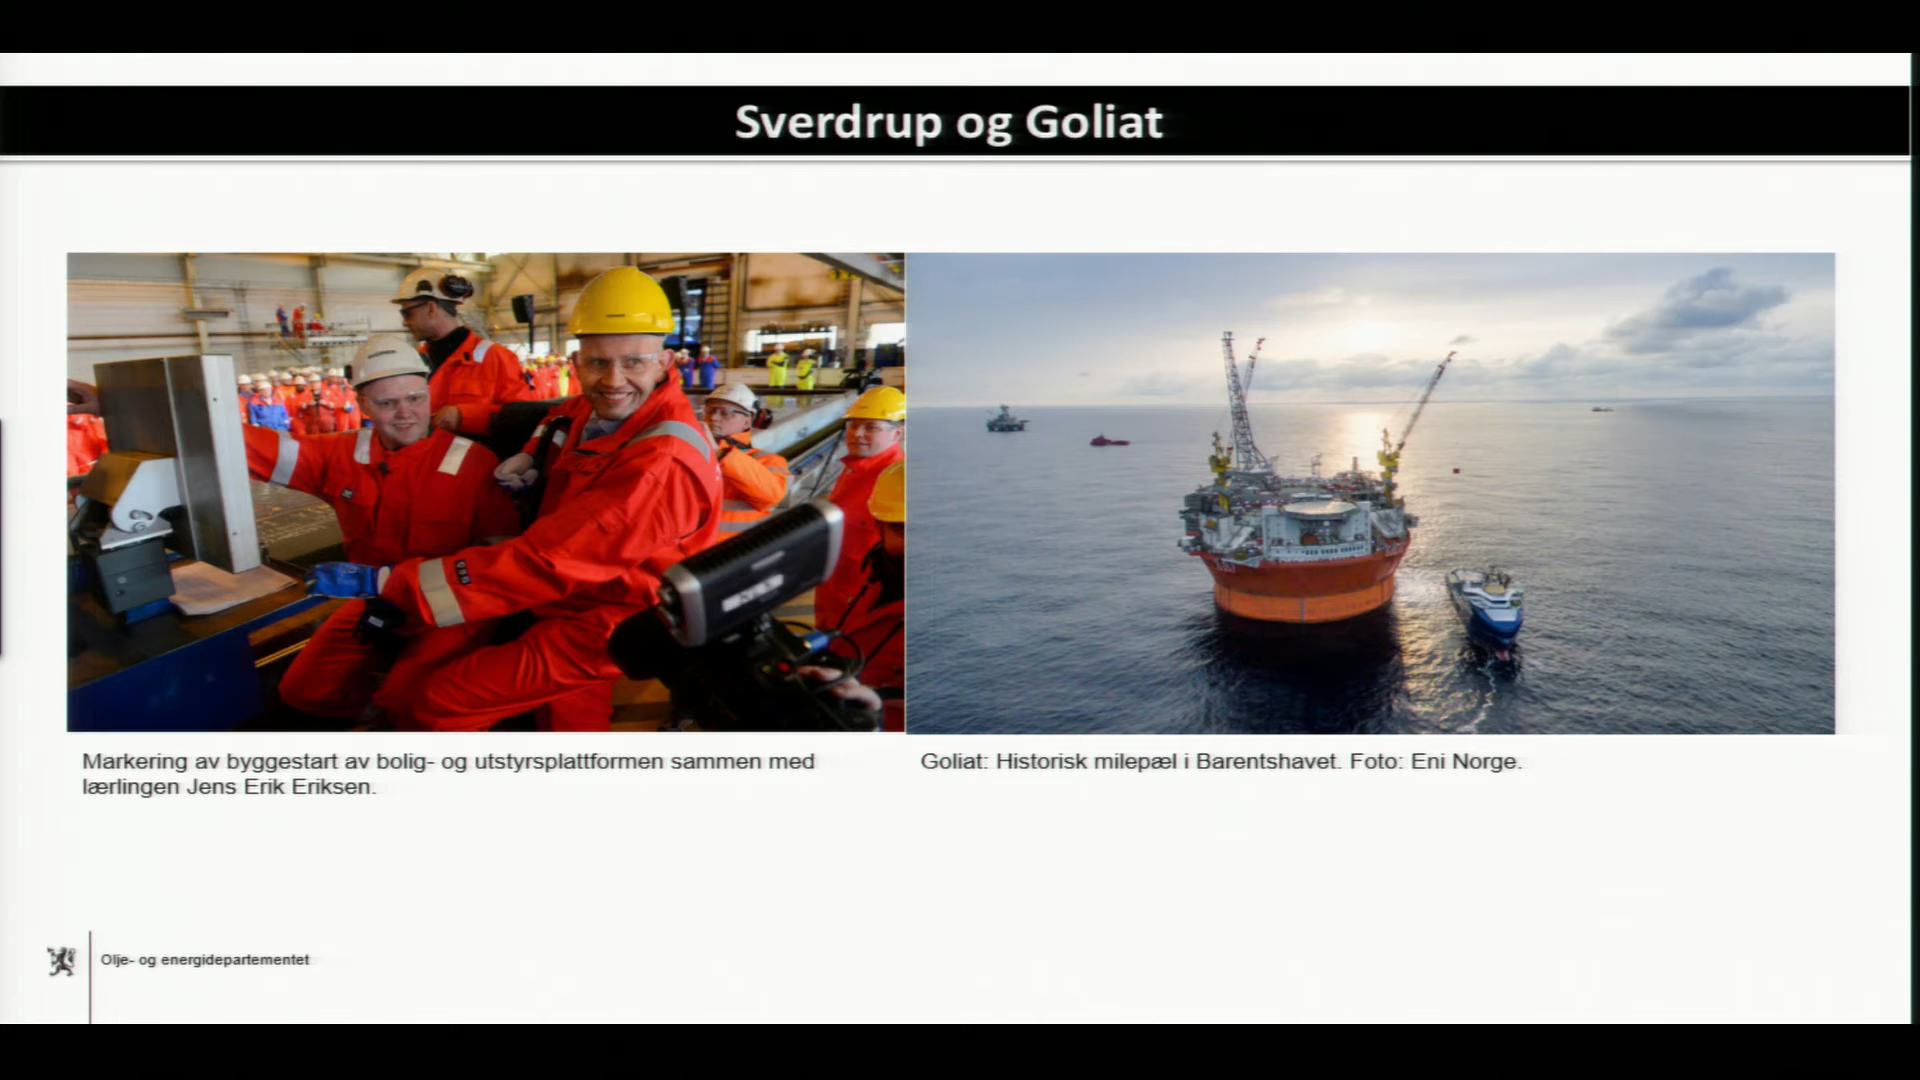 Sverdrup og Goliat
Markering av byggestart av bolig- og utstyrsplattformen sammen med
lærlingen Jens Erik Eriksen.
Goliat: Historisk milepæl i Barentshavet. Foto: Eni Norge.
Olje- og energidepartementet